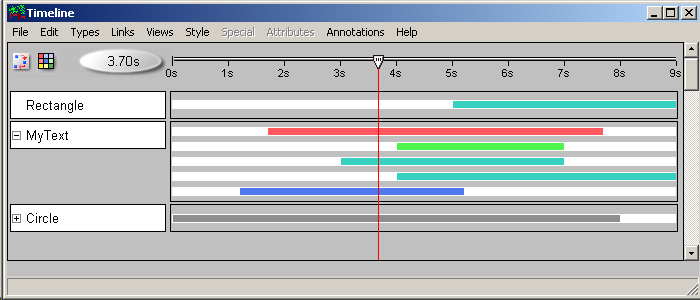 Timeline
File Edit Types Links Views Style Special Attributes Annotations Help
3.70s
0s 1s 2s 3s 4s 5s 6s 7s 8s 9s
Rectangle
MyText
Circle